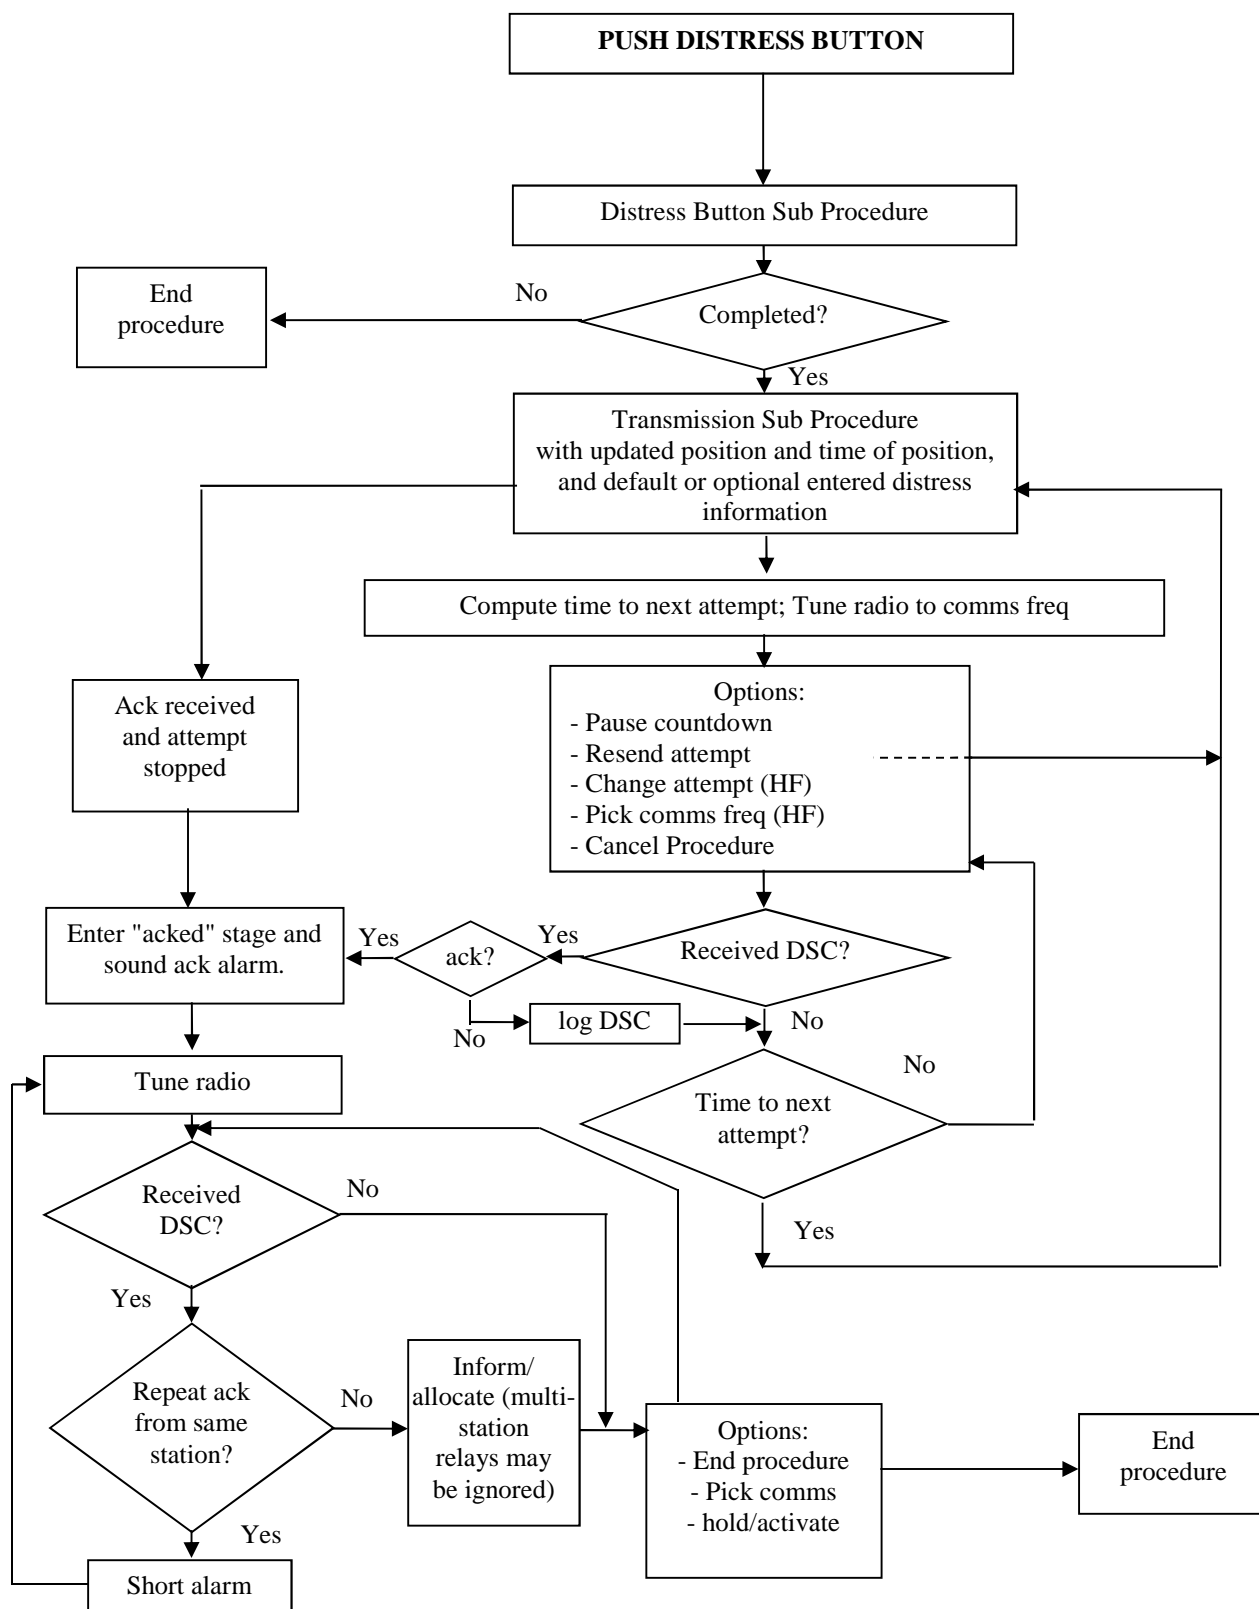 PUSH DISTRESS BUTTON
Distress Button Sub Procedure
End
procedure
No
Completed?
Yes
Transmission Sub Procedure
with updated position and time of position,
and default or optional entered distress
information
Compute time to next attempt; Tune radio to comms freq
Ack received
and attempt
stopped
Options:
- Pause countdown
- Resend attempt
- Change attempt (HF)
- Pick comms freq (HF)
- Cancel Procedure
Enter "acked" stage and
sound ack alarm.
Yes
ack?
Yes
Received DSC?
No
log DSC
No
Tune radio
Time to next
attempt?
No
Yes
Received
DSC?
No
Yes
Repeat ack
from same
station?
No
Yes
Inform/
allocate (multi-
station
relays may
be ignored)
Options:
- End procedure
- Pick comms
- hold/activate
End
procedure
Short alarm